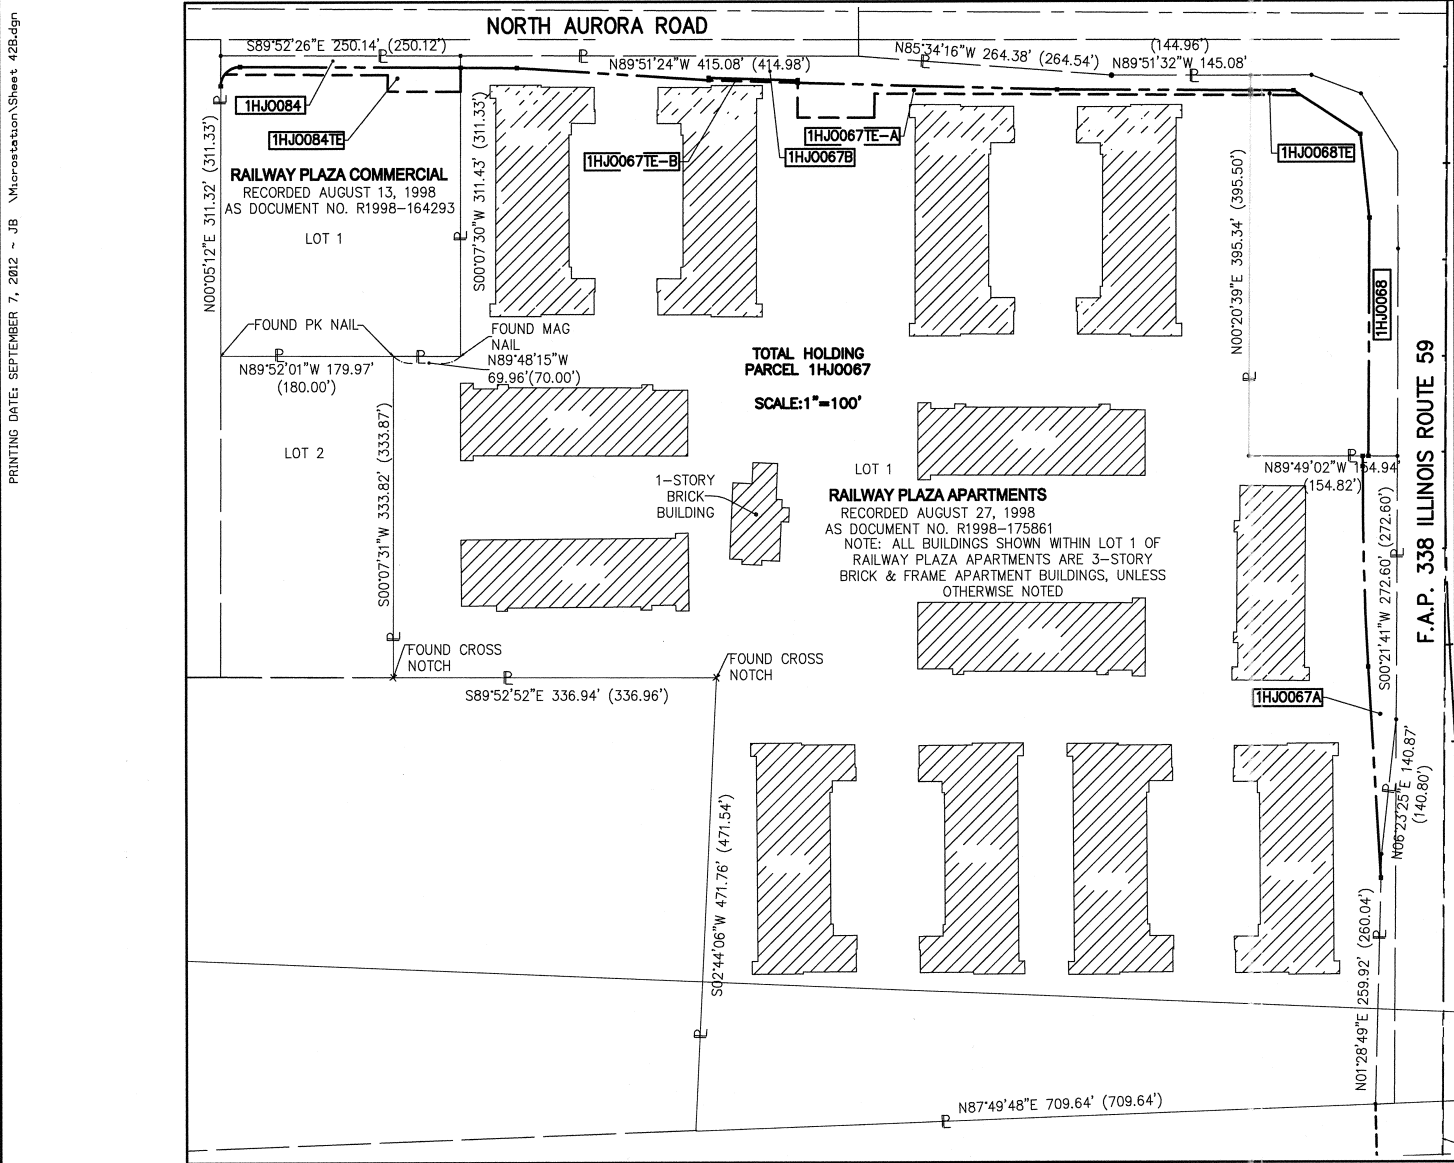 PRINTING DATE: SEPTEMBER 7, 2012 ~ JB \Microstation\Sheet 42B.dgn
NORTH AURORA ROAD
S89°52'26"E 250.14' (250.12')
N89°51'24"W 415.08' (414.98')
N85°34'16"W 264.38' (264.54')
(144.96')
N89°51'32"W 145.08'
1HJ0084
1HJ0084TE
1HJ0067TE-B
1HJ0067B
1HJ0067TE-A
1HJ0068TE
RAILWAY PLAZA COMMERCIAL
RECORDED AUGUST 13, 1998
AS DOCUMENT NO. R1998-164293
LOT 1
N00°05'12"E 311.32' (311.33')
S00°07'30"W 311.43' (311.33')
N00°20'39"E 395.34' (395.50')
1HJ0068
FOUND PK NAIL
FOUND MAG
NAIL
N89°52'01"W 179.97'
(180.00')
N89°48'15"W
69.96'(70.00')
TOTAL HOLDING
PARCEL 1HJ0067
SCALE:1"=100'
F.A.P. 338 ILLINOIS ROUTE 59
LOT 2
S00°07'31"W 333.82' (333.87')
1-STORY
BRICK
BUILDING
LOT 1
RAILWAY PLAZA APARTMENTS
RECORDED AUGUST 27, 1998
AS DOCUMENT NO. R1998-175861
NOTE: ALL BUILDINGS SHOWN WITHIN LOT 1 OF
RAILWAY PLAZA APARTMENTS ARE 3-STORY
BRICK & FRAME APARTMENT BUILDINGS, UNLESS
OTHERWISE NOTED
N89°49'02"W 154.94'
(154.82')
S00°21'41"W 272.60' (272.60')
FOUND CROSS
NOTCH
FOUND CROSS
NOTCH
S89°52'52"E 336.94' (336.96')
1HJ0067A
N06°23'25"E 140.87'
(140.80')
S02°44'06"W 471.76' (471.54')
N01°28'49"E 259.92' (260.04')
N87°49'48"E 709.64' (709.64')